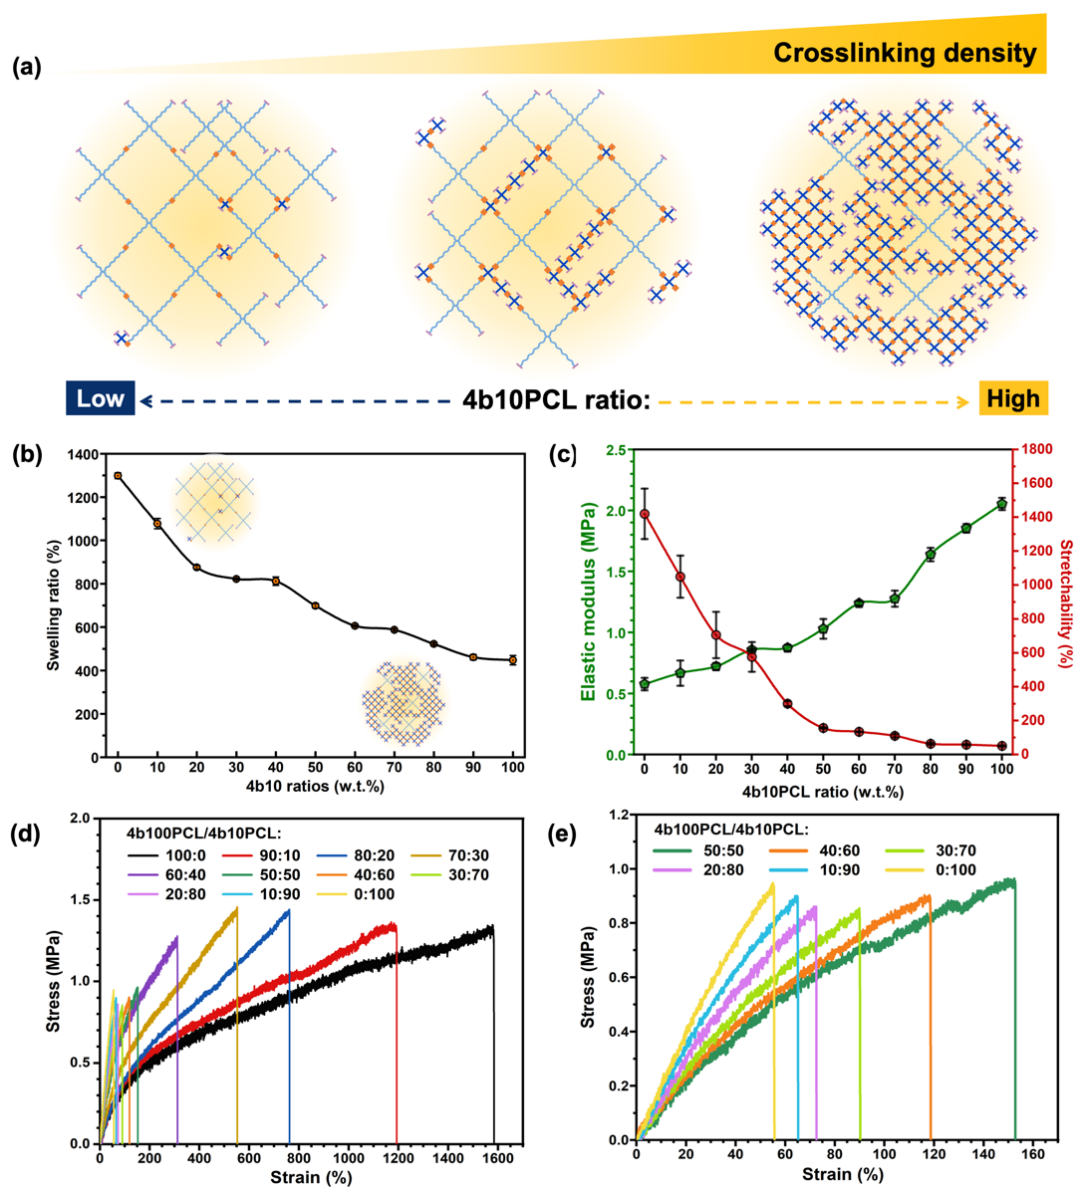 Crosslinking density
(a)
Low
4b10PCL ratio:
High
(b)
1400
1200
1000
800
600
400
200
0
Swelling ratio (%)
0 10 20 30 40 50 60 70 80 90 100
4b10 ratios (w.t.%)
(c)
2.5
2.0
1.5
1.0
0.5
0.0
Elastic modulus (MPa)
1800
1600
1400
1200
1000
800
600
400
200
0
Stretchability (%)
0 10 20 30 40 50 60 70 80 90 100
4b10PCL ratio (w.t.%)
(d)
2.0
1.5
1.0
0.5
0.0
Stress (MPa)
4b100PCL/4b10PCL:
100:0 90:10 80:20 70:30
60:40 50:50 40:60 30:70
20:80 10:90 0:100
0 200 400 600 800 1000 1200 1400 1600
Strain (%)
(e)
1.2
1.0
0.8
0.6
0.4
0.2
0.0
Stress (MPa)
4b100PCL/4b10PCL:
50:50 40:60 30:70
20:80 10:90 0:100
0 20 40 60 80 100 120 140 160
Strain (%)